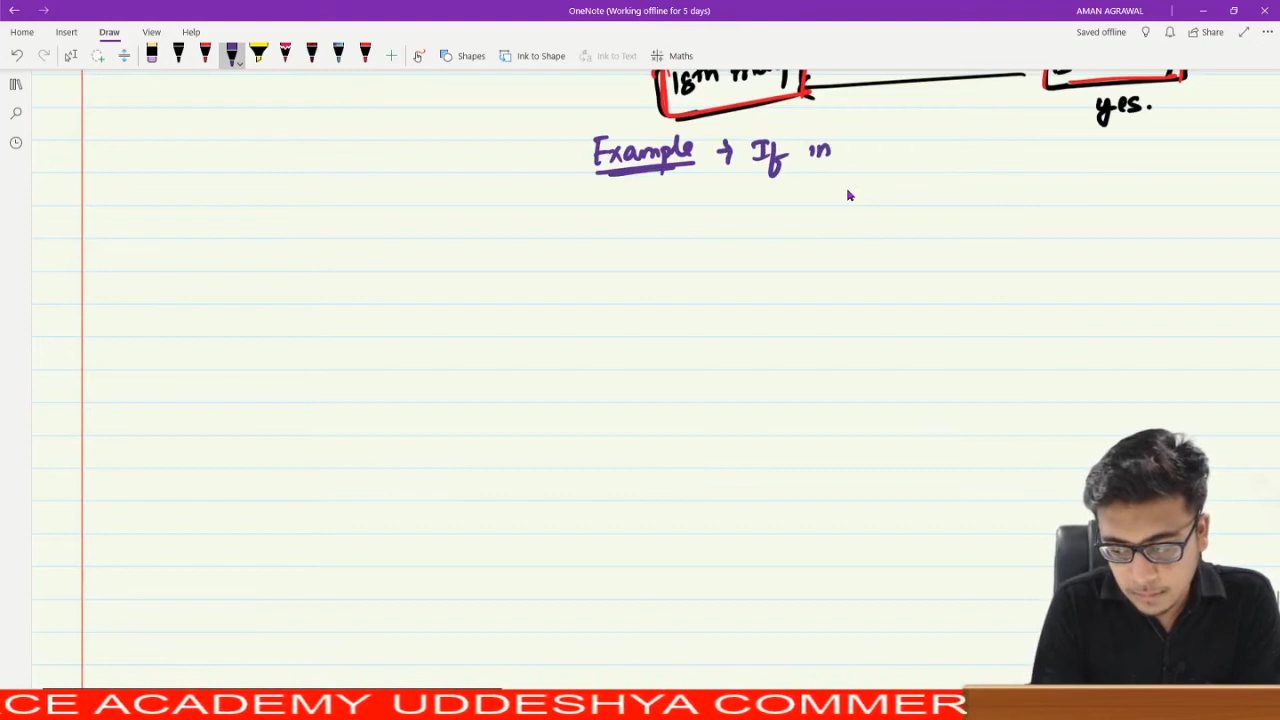 OneNote (Working offline for 5 days)
AMAN AGRAWAL
Home Insert Draw View Help
Saved offline
Share
Shapes
Ink to Shape
Ink to Text
Maths
yes.
Example → If in
CE ACADEMY UDDESHYA COMMER